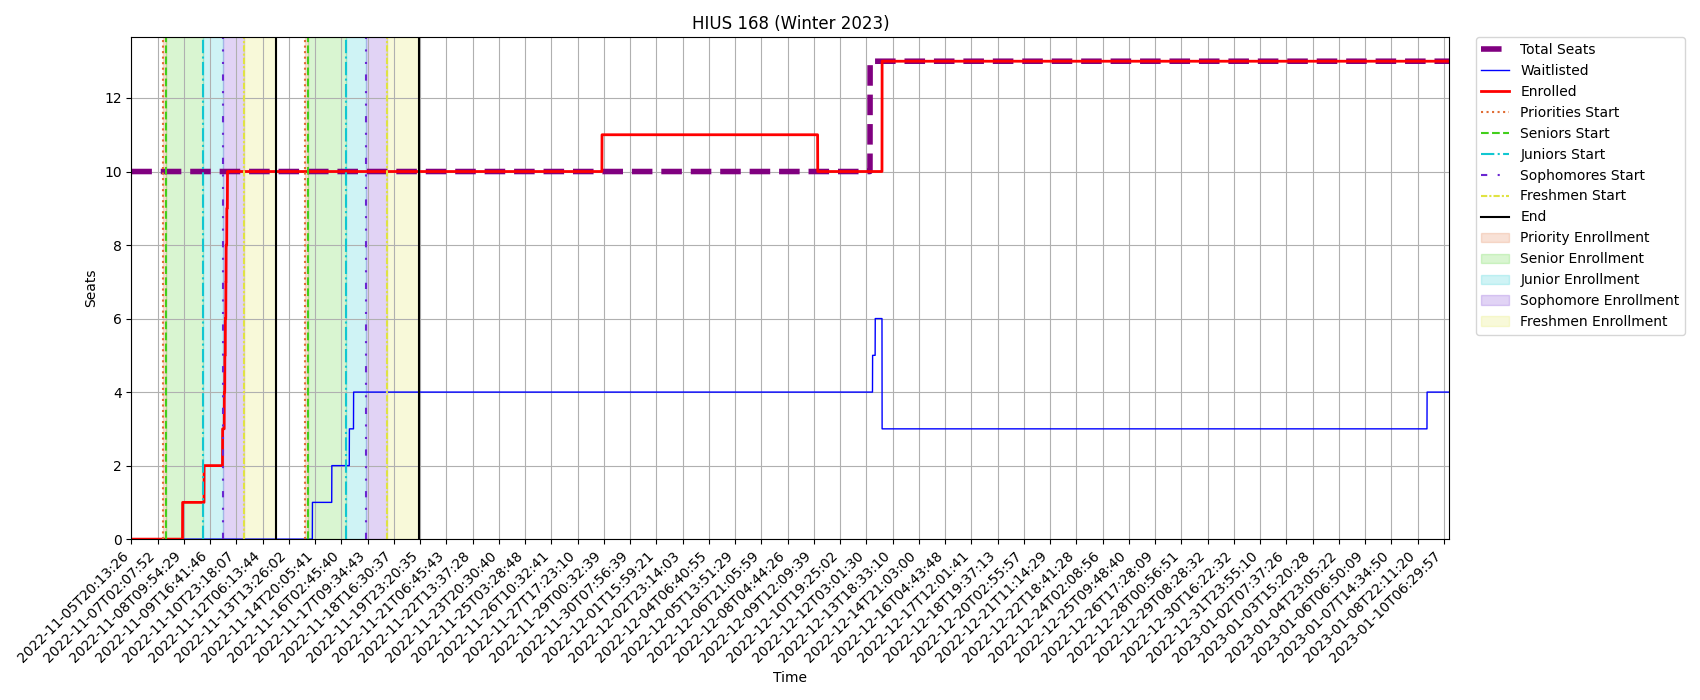 HIUS 168 (Winter 2023)
Seats
12
10
8
6
4
2
0
2022-11-05T20:13:26
2022-11-07T02:07:52
2022-11-08T09:54:29
2022-11-09T16:41:46
2022-11-10T23:18:07
2022-11-12T06:13:44
2022-11-13T13:26:02
2022-11-14T20:05:41
2022-11-16T02:45:40
2022-11-17T09:34:43
2022-11-18T16:30:37
2022-11-19T23:20:35
2022-11-21T06:45:43
2022-11-22T13:37:28
2022-11-23T20:30:40
2022-11-25T03:28:48
2022-11-26T10:32:41
2022-11-27T17:23:10
2022-11-29T00:32:39
2022-11-30T07:56:39
2022-12-01T15:59:21
2022-12-02T23:14:03
2022-12-04T06:40:55
2022-12-05T13:51:29
2022-12-06T21:05:59
2022-12-08T04:44:26
2022-12-09T12:09:39
2022-12-10T19:25:02
2022-12-12T03:01:30
2022-12-13T18:33:10
2022-12-14T21:03:00
2022-12-16T04:43:48
2022-12-17T12:01:41
2022-12-18T19:37:13
2022-12-20T02:55:57
2022-12-21T11:14:29
2022-12-22T18:41:28
2022-12-24T02:08:56
2022-12-25T09:48:40
2022-12-26T17:28:09
2022-12-28T00:56:51
2022-12-29T08:28:32
2022-12-30T16:22:32
2022-12-31T23:55:10
2023-01-02T07:37:26
2023-01-03T15:20:28
2023-01-04T23:05:22
2023-01-06T06:50:09
2023-01-07T14:34:50
2023-01-08T22:11:20
2023-01-10T06:29:57
Time
Total Seats
Waitlisted
Enrolled
Priorities Start
Seniors Start
Juniors Start
Sophomores Start
Freshmen Start
End
Priority Enrollment
Senior Enrollment
Junior Enrollment
Sophomore Enrollment
Freshmen Enrollment